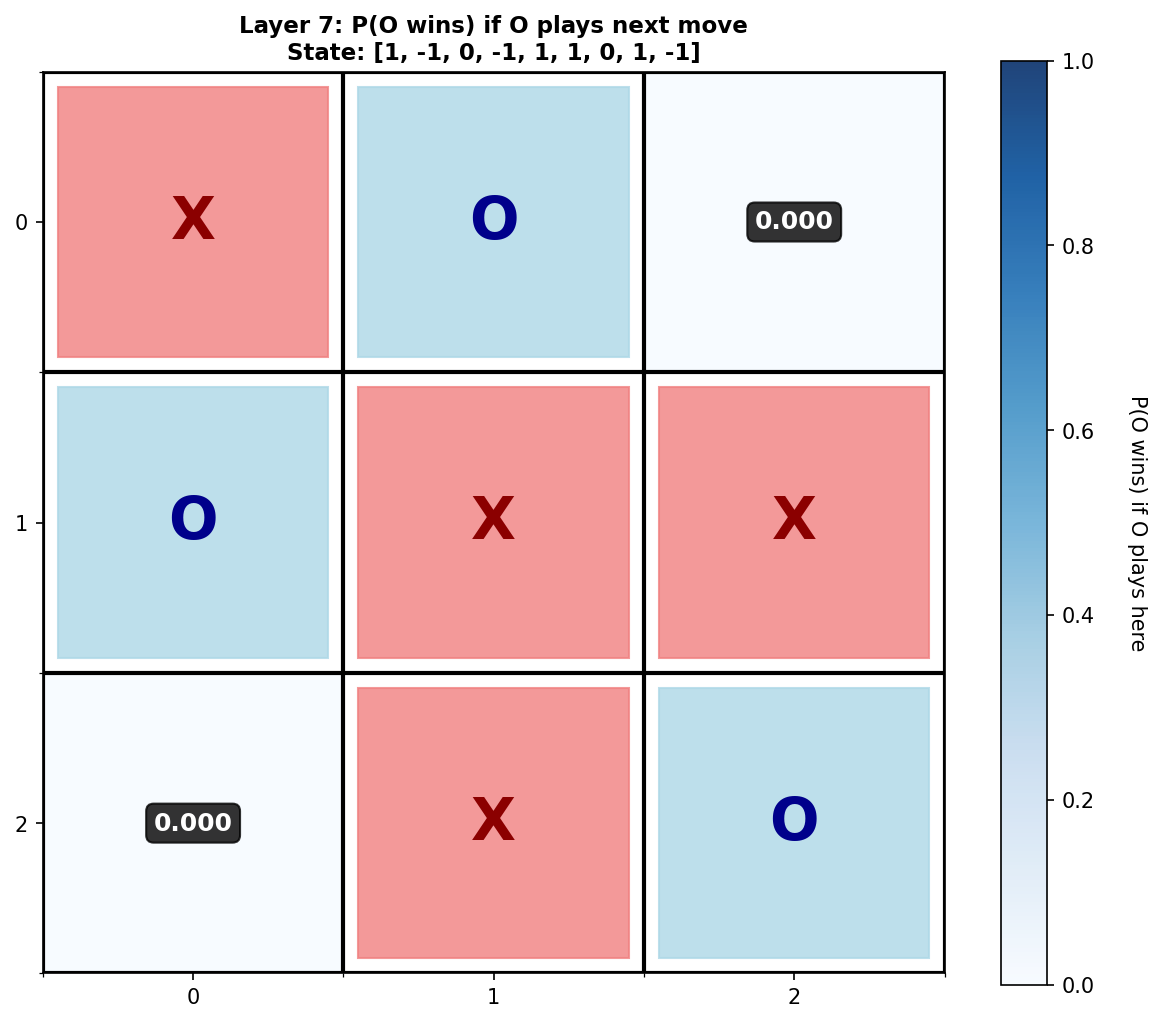 Layer 7: P(O wins) if O plays next move
State: [1, -1, 0, -1, 1, 1, 0, 1, -1]
X O 0.000
O X X
0.000 X O
0
1
2
0 1 2
1.0
0.8
0.6
0.4
0.2
0.0
P(O wins) if O plays here